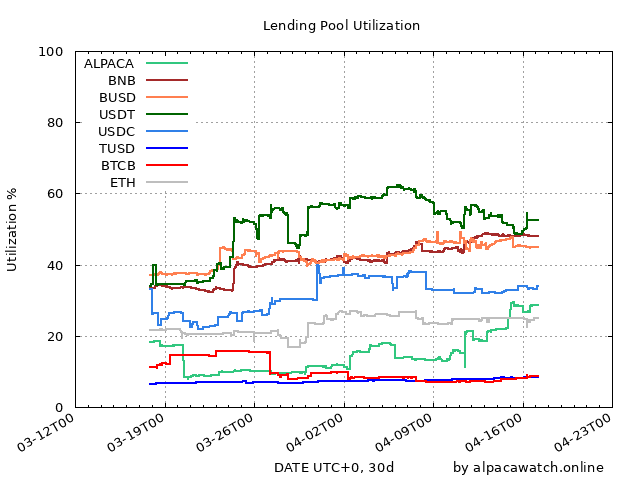 Lending Pool Utilization
100
80
60
40
20
0
Utilization %
ALPACA
BNB
BUSD
USDT
USDC
TUSD
BTCB
ETH
03-12T00
03-19T00
03-26T00
04-02T00
04-09T00
04-16T00
04-23T00
DATE UTC+0, 30d
by alpacawatch.online